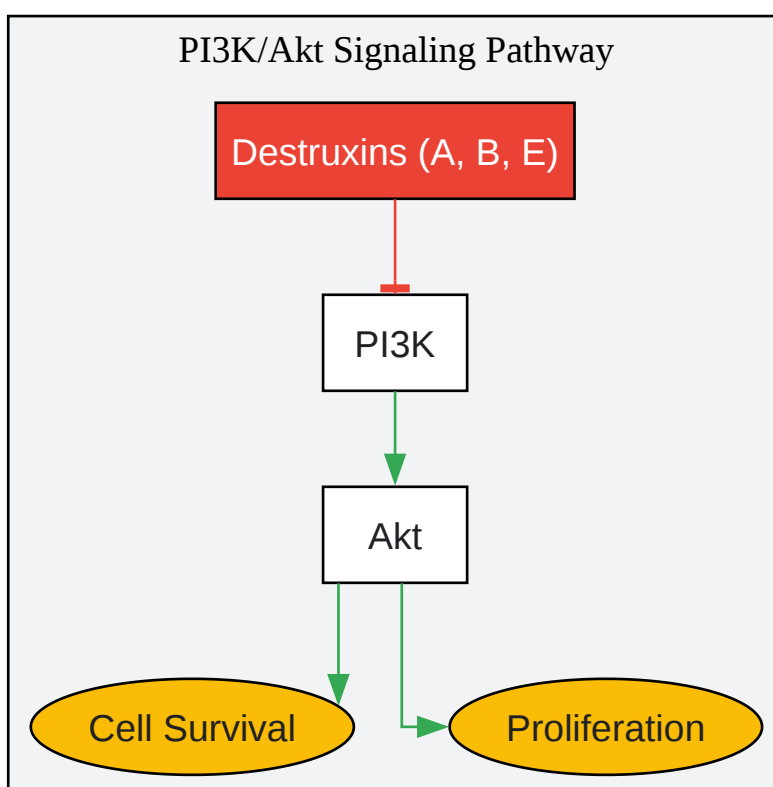 PI3K/Akt Signaling Pathway
Destruxins (A, B, E)
PI3K
Akt
Cell Survival
Proliferation